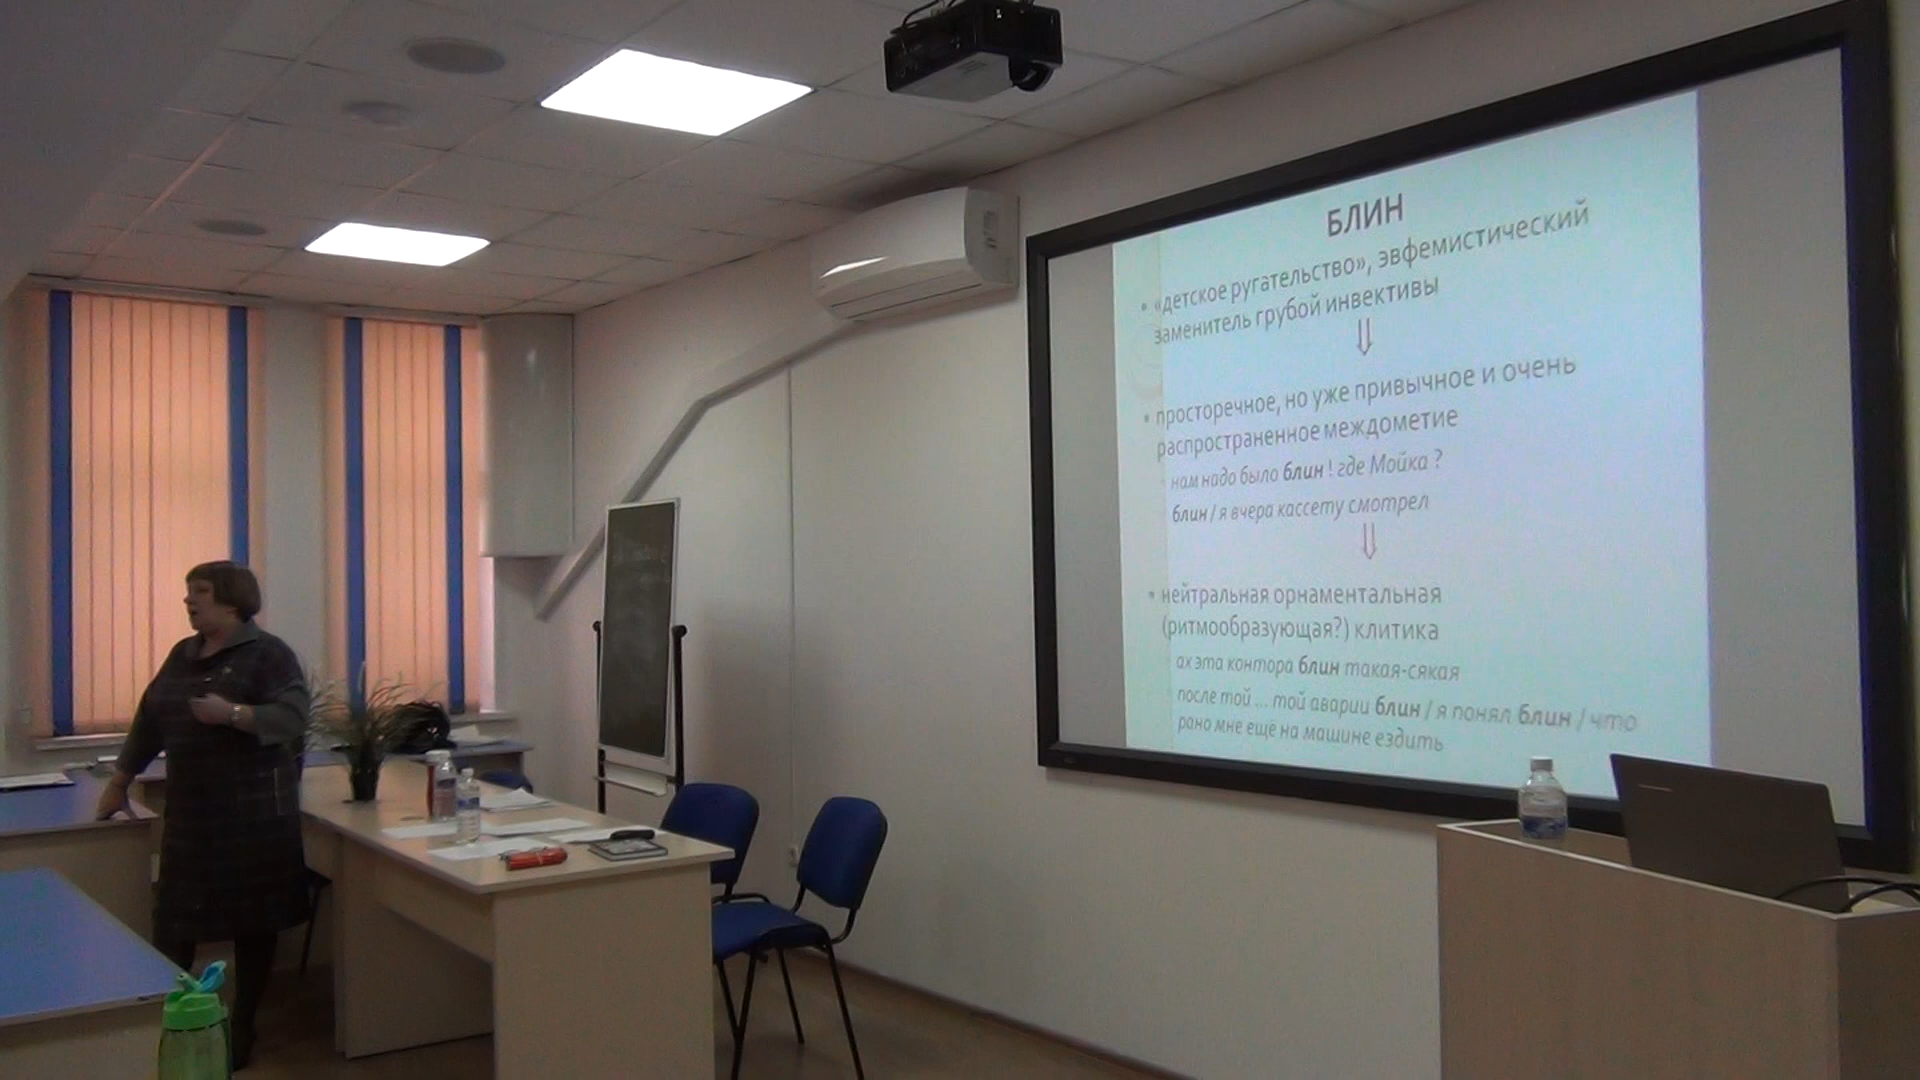 БЛИН
• «детское ругательство», эвфемистический
заменитель грубой инвективы
⇓
• просторечное, но уже привычное и очень
распространенное междометие
нам надо было блин ! где Мойка ?
блин / я вчера кассету смотрел
⇓
• нейтральная орнаментальная
(ритмообразующая?) клитика
ах эта контора блин такая-сякая
после той ... той аварии блин / я понял блин / что
рано мне ещё на машине ездить